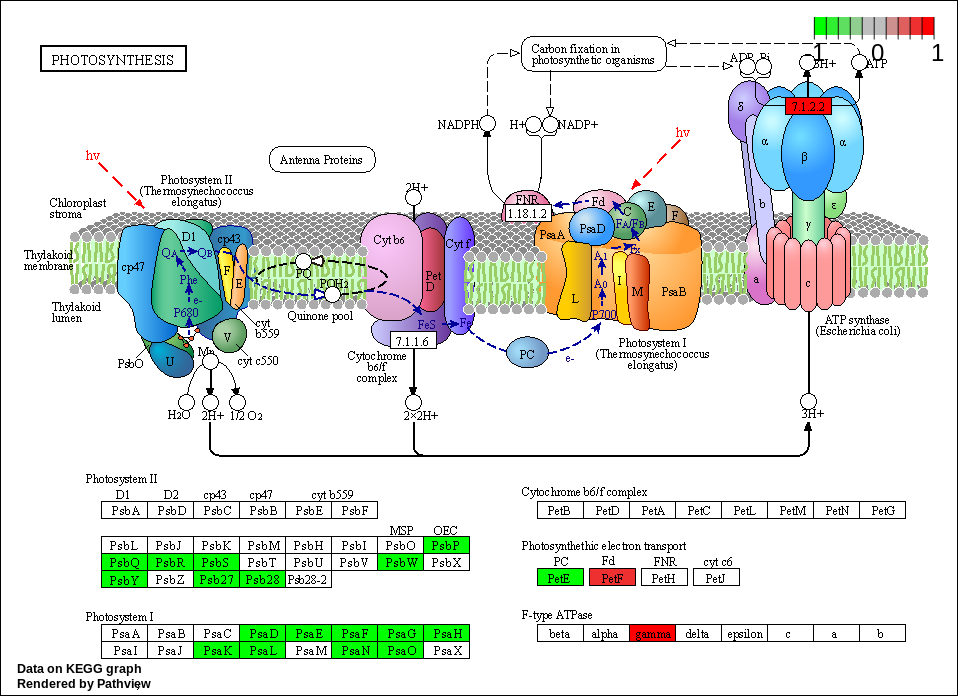 PHOTOSYNTHESIS
1 0 1
Carbon fixation in
photosynthetic organisms
ADP Pi 3H+ ATP
NADPH H+ NADP+
hν
hν
Antenna Proteins
Photosystem II
(Thermosynechococcus
elongatus)
Chloroplast
stroma
Thylakoid
membrane
Thylakoid
lumen
2H+
D1 cp43
cp47
QA QB
F
E
Phe
e-
P680
PQ
PQH2
Quinone pool
cyt
b559
cyt c550
V
U
PsbO
Mn
H2O 2H+ 1/2 O2
Cyt b6
Cyt f
Pet
D
FeS
Fe
7.1.1.6
Cytochrome
b6/f
complex
2×2H+
PC
e-
FNR
1.18.1.2
Fd
C
E
F
FA/FB
PsaA
PsaD
Fx
A1
A0
P700
I
L
M
PsaB
Photosystem I
(Thermosynechococcus
elongatus)
7.1.2.2
δ
α
β
α
b
ε
γ
a
c
ATP synthase
(Escherichia coli)
3H+
Photosystem II
D1 D2 cp43 cp47 cyt b559
PsbA PsbD PsbC PsbB PsbE PsbF
MSP OEC
PsbL PsbJ PsbK PsbM PsbH PsbI PsbO PsbP
PsbQ PsbR PsbS PsbT PsbU PsbV PsbW PsbX
PsbY PsbZ Psb27 Psb28 Psb28-2
Photosystem I
PsaA PsaB PsaC PsaD PsaE PsaF PsaG PsaH
PsaI PsaJ PsaK PsaL PsaM PsaN PsaO PsaX
Cytochrome b6/f complex
PetB PetD PetA PetC PetL PetM PetN PetG
Photosynthethic electron transport
PC Fd FNR cyt c6
PetE PetF PetH PetJ
F-type ATPase
beta alpha gamma delta epsilon c a b
Data on KEGG graph
Rendered by Pathview